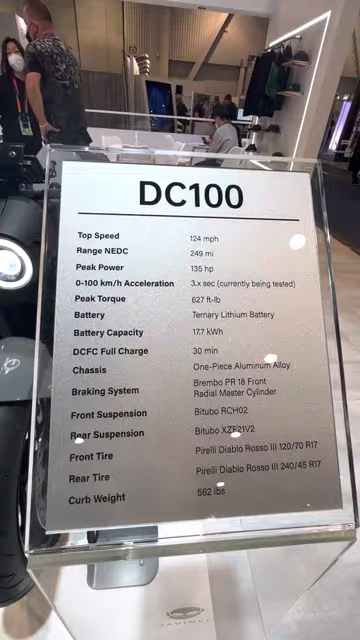 DC100
Top Speed 124 mph
Range NEDC 249 mi
Peak Power 135 hp
0-100 km/h Acceleration 3.x sec (currently being tested)
Peak Torque 627 ft-lb
Battery Ternary Lithium Battery
Battery Capacity 17.7 kWh
DCFC Full Charge 30 min
Chassis One-Piece Aluminum Alloy
Braking System Brembo PR 18 Front
Radial Master Cylinder
Front Suspension Bitubo RCH02
Rear Suspension Bitubo XZF21V2
Front Tire Pirelli Diablo Rosso III 120/70 R17
Rear Tire Pirelli Diablo Rosso III 240/45 R17
Curb Weight 562 lbs
DAVINCI